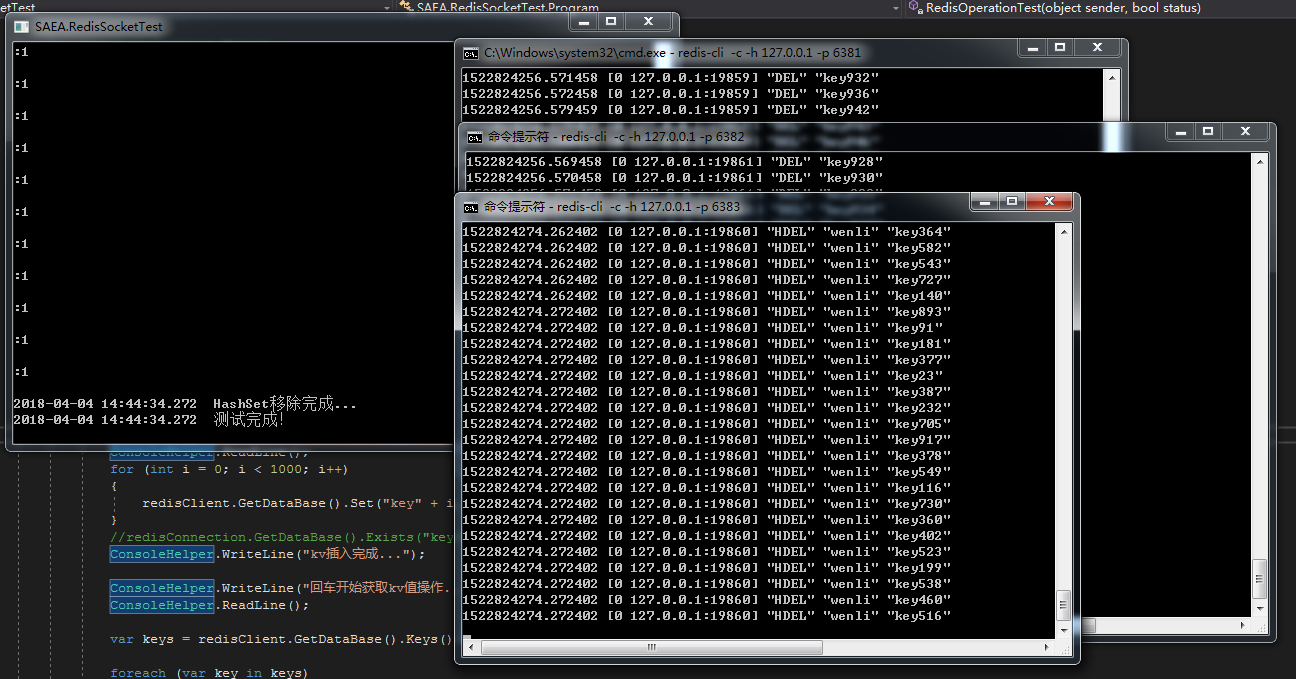 etTest
SAEA.RedisSocketTest.Program
RedisOperationTest(object sender, bool status)
SAEA.RedisSocketTest
:1
:1
:1
:1
:1
:1
:1
:1
:1
:1
:1
2018-04-04 14:44:34.272 HashSet移除完成...
2018-04-04 14:44:34.272 测试完成!
C:\Windows\system32\cmd.exe - redis-cli -c -h 127.0.0.1 -p 6381
1522824256.571458 [0 127.0.0.1:19859] "DEL" "key932"
1522824256.572458 [0 127.0.0.1:19859] "DEL" "key936"
1522824256.579459 [0 127.0.0.1:19859] "DEL" "key942"
命令提示符 - redis-cli -c -h 127.0.0.1 -p 6382
1522824256.569458 [0 127.0.0.1:19861] "DEL" "key928"
1522824256.570458 [0 127.0.0.1:19861] "DEL" "key930"
命令提示符 - redis-cli -c -h 127.0.0.1 -p 6383
1522824274.262402 [0 127.0.0.1:19860] "HDEL" "wenli" "key364"
1522824274.262402 [0 127.0.0.1:19860] "HDEL" "wenli" "key582"
1522824274.262402 [0 127.0.0.1:19860] "HDEL" "wenli" "key543"
1522824274.262402 [0 127.0.0.1:19860] "HDEL" "wenli" "key727"
1522824274.262402 [0 127.0.0.1:19860] "HDEL" "wenli" "key140"
1522824274.272402 [0 127.0.0.1:19860] "HDEL" "wenli" "key893"
1522824274.272402 [0 127.0.0.1:19860] "HDEL" "wenli" "key91"
1522824274.272402 [0 127.0.0.1:19860] "HDEL" "wenli" "key181"
1522824274.272402 [0 127.0.0.1:19860] "HDEL" "wenli" "key377"
1522824274.272402 [0 127.0.0.1:19860] "HDEL" "wenli" "key23"
1522824274.272402 [0 127.0.0.1:19860] "HDEL" "wenli" "key387"
1522824274.272402 [0 127.0.0.1:19860] "HDEL" "wenli" "key232"
1522824274.272402 [0 127.0.0.1:19860] "HDEL" "wenli" "key705"
1522824274.272402 [0 127.0.0.1:19860] "HDEL" "wenli" "key917"
1522824274.272402 [0 127.0.0.1:19860] "HDEL" "wenli" "key378"
1522824274.272402 [0 127.0.0.1:19860] "HDEL" "wenli" "key549"
1522824274.272402 [0 127.0.0.1:19860] "HDEL" "wenli" "key116"
1522824274.272402 [0 127.0.0.1:19860] "HDEL" "wenli" "key730"
1522824274.272402 [0 127.0.0.1:19860] "HDEL" "wenli" "key360"
1522824274.272402 [0 127.0.0.1:19860] "HDEL" "wenli" "key402"
1522824274.272402 [0 127.0.0.1:19860] "HDEL" "wenli" "key523"
1522824274.272402 [0 127.0.0.1:19860] "HDEL" "wenli" "key199"
1522824274.272402 [0 127.0.0.1:19860] "HDEL" "wenli" "key538"
1522824274.272402 [0 127.0.0.1:19860] "HDEL" "wenli" "key460"
1522824274.272402 [0 127.0.0.1:19860] "HDEL" "wenli" "key516"
ConsoleHelper.ReadLine();
for (int i = 0; i < 1000; i++)
{
redisClient.GetDataBase().Set("key" + i
}
//redisConnection.GetDataBase().Exists("key
ConsoleHelper.WriteLine("kv插入完成...");
ConsoleHelper.WriteLine("回车开始获取kv值操作.
ConsoleHelper.ReadLine();
var keys = redisClient.GetDataBase().Keys()
foreach (var key in keys)